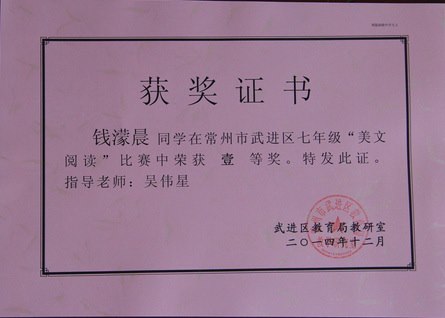 获奖证书
钱濛晨 同学在常州市武进区七年级“美文
阅读”比赛中荣获 壹 等奖。特发此证。
指导老师：吴伟星
武进区教育局教研室
二〇一四年十二月